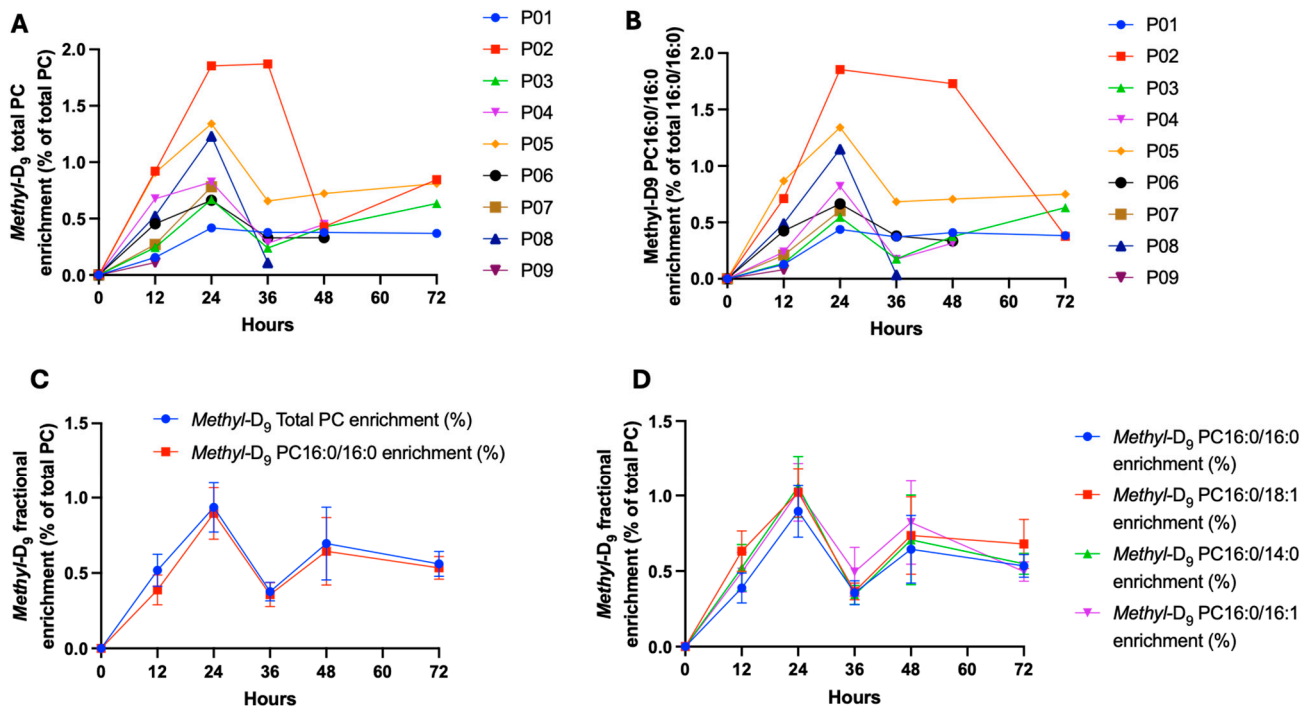 A
Methyl-D9 total PC
enrichment (% of total PC)
2.0
1.5
1.0
0.5
0.0
0 12 24 36 48 60 72
Hours
P01
P02
P03
P04
P05
P06
P07
P08
P09
B
Methyl-D9 PC16:0/16:0
enrichment (% of total 16:0/16:0)
2.0
1.5
1.0
0.5
0.0
0 12 24 36 48 60 72
Hours
P01
P02
P03
P04
P05
P06
P07
P08
P09
C
Methyl-D₉ fractional
enrichment (% of total PC)
1.5
1.0
0.5
0.0
0 12 24 36 48 60 72
Hours
Methyl-D₉ Total PC enrichment (%)
Methyl-D₉ PC16:0/16:0 enrichment (%)
D
Methyl-D₉ fractional
enrichment (% of total PC)
1.5
1.0
0.5
0.0
0 12 24 36 48 60 72
Hours
Methyl-D₉ PC16:0/16:0
enrichment (%)
Methyl-D₉ PC16:0/18:1
enrichment (%)
Methyl-D₉ PC16:0/14:0
enrichment (%)
Methyl-D₉ PC16:0/16:1
enrichment (%)